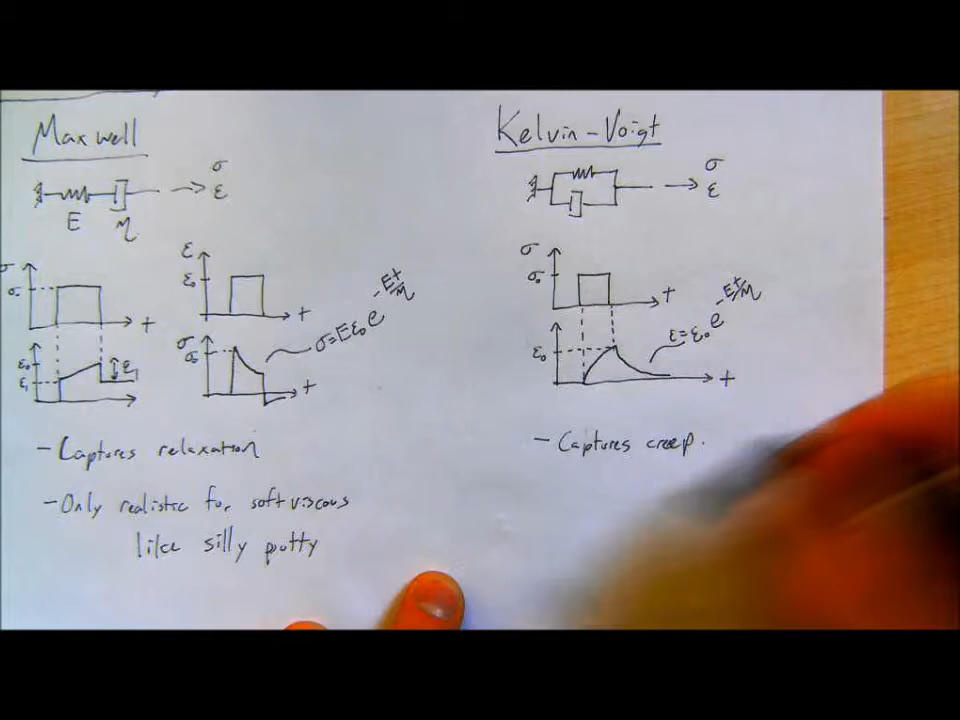 Maxwell
σ
ε
E η
σ
σ₀
t
ε
ε₀
ε₁
ε₁
ε
ε₀
t
σ
σ₀
t
σ=Eε₀e^-Et/η
- Captures relaxation
- Only realistic for soft viscous
like silly putty
Kelvin-Voigt
σ
ε
σ
σ₀
t
ε₀
t
ε=ε₀e^-Et/η
- Captures creep.